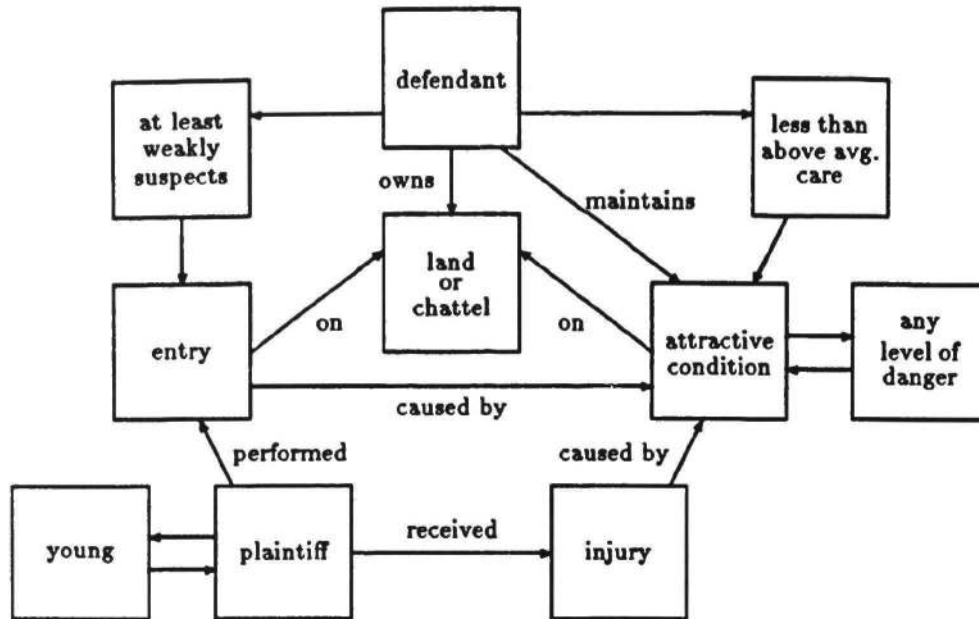 defendant
at least
weakly
suspects
less than
above avg.
care
owns
maintains
land
or
chattel
entry
on
on
attractive
condition
any
level of
danger
caused by
performed
caused by
young
plaintiff
received
injury